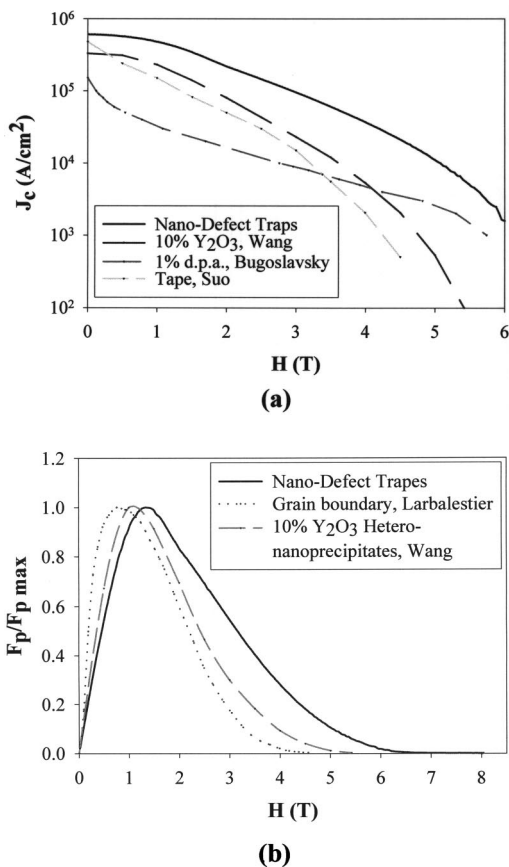 10⁶
10⁵
10⁴
10³
10²
J_c (A/cm²)
Nano-Defect Traps
10% Y₂O₃, Wang
1% d.p.a., Bugoslavsky
Tape, Suo
0 1 2 3 4 5 6
H (T)
(a)
1.2
1.0
0.8
0.6
0.4
0.2
0.0
F_p/F_p max
Nano-Defect Trapes
Grain boundary, Larbalestier
10% Y₂O₃ Hetero-
nanoprecipitates, Wang
0 1 2 3 4 5 6 7 8
H (T)
(b)